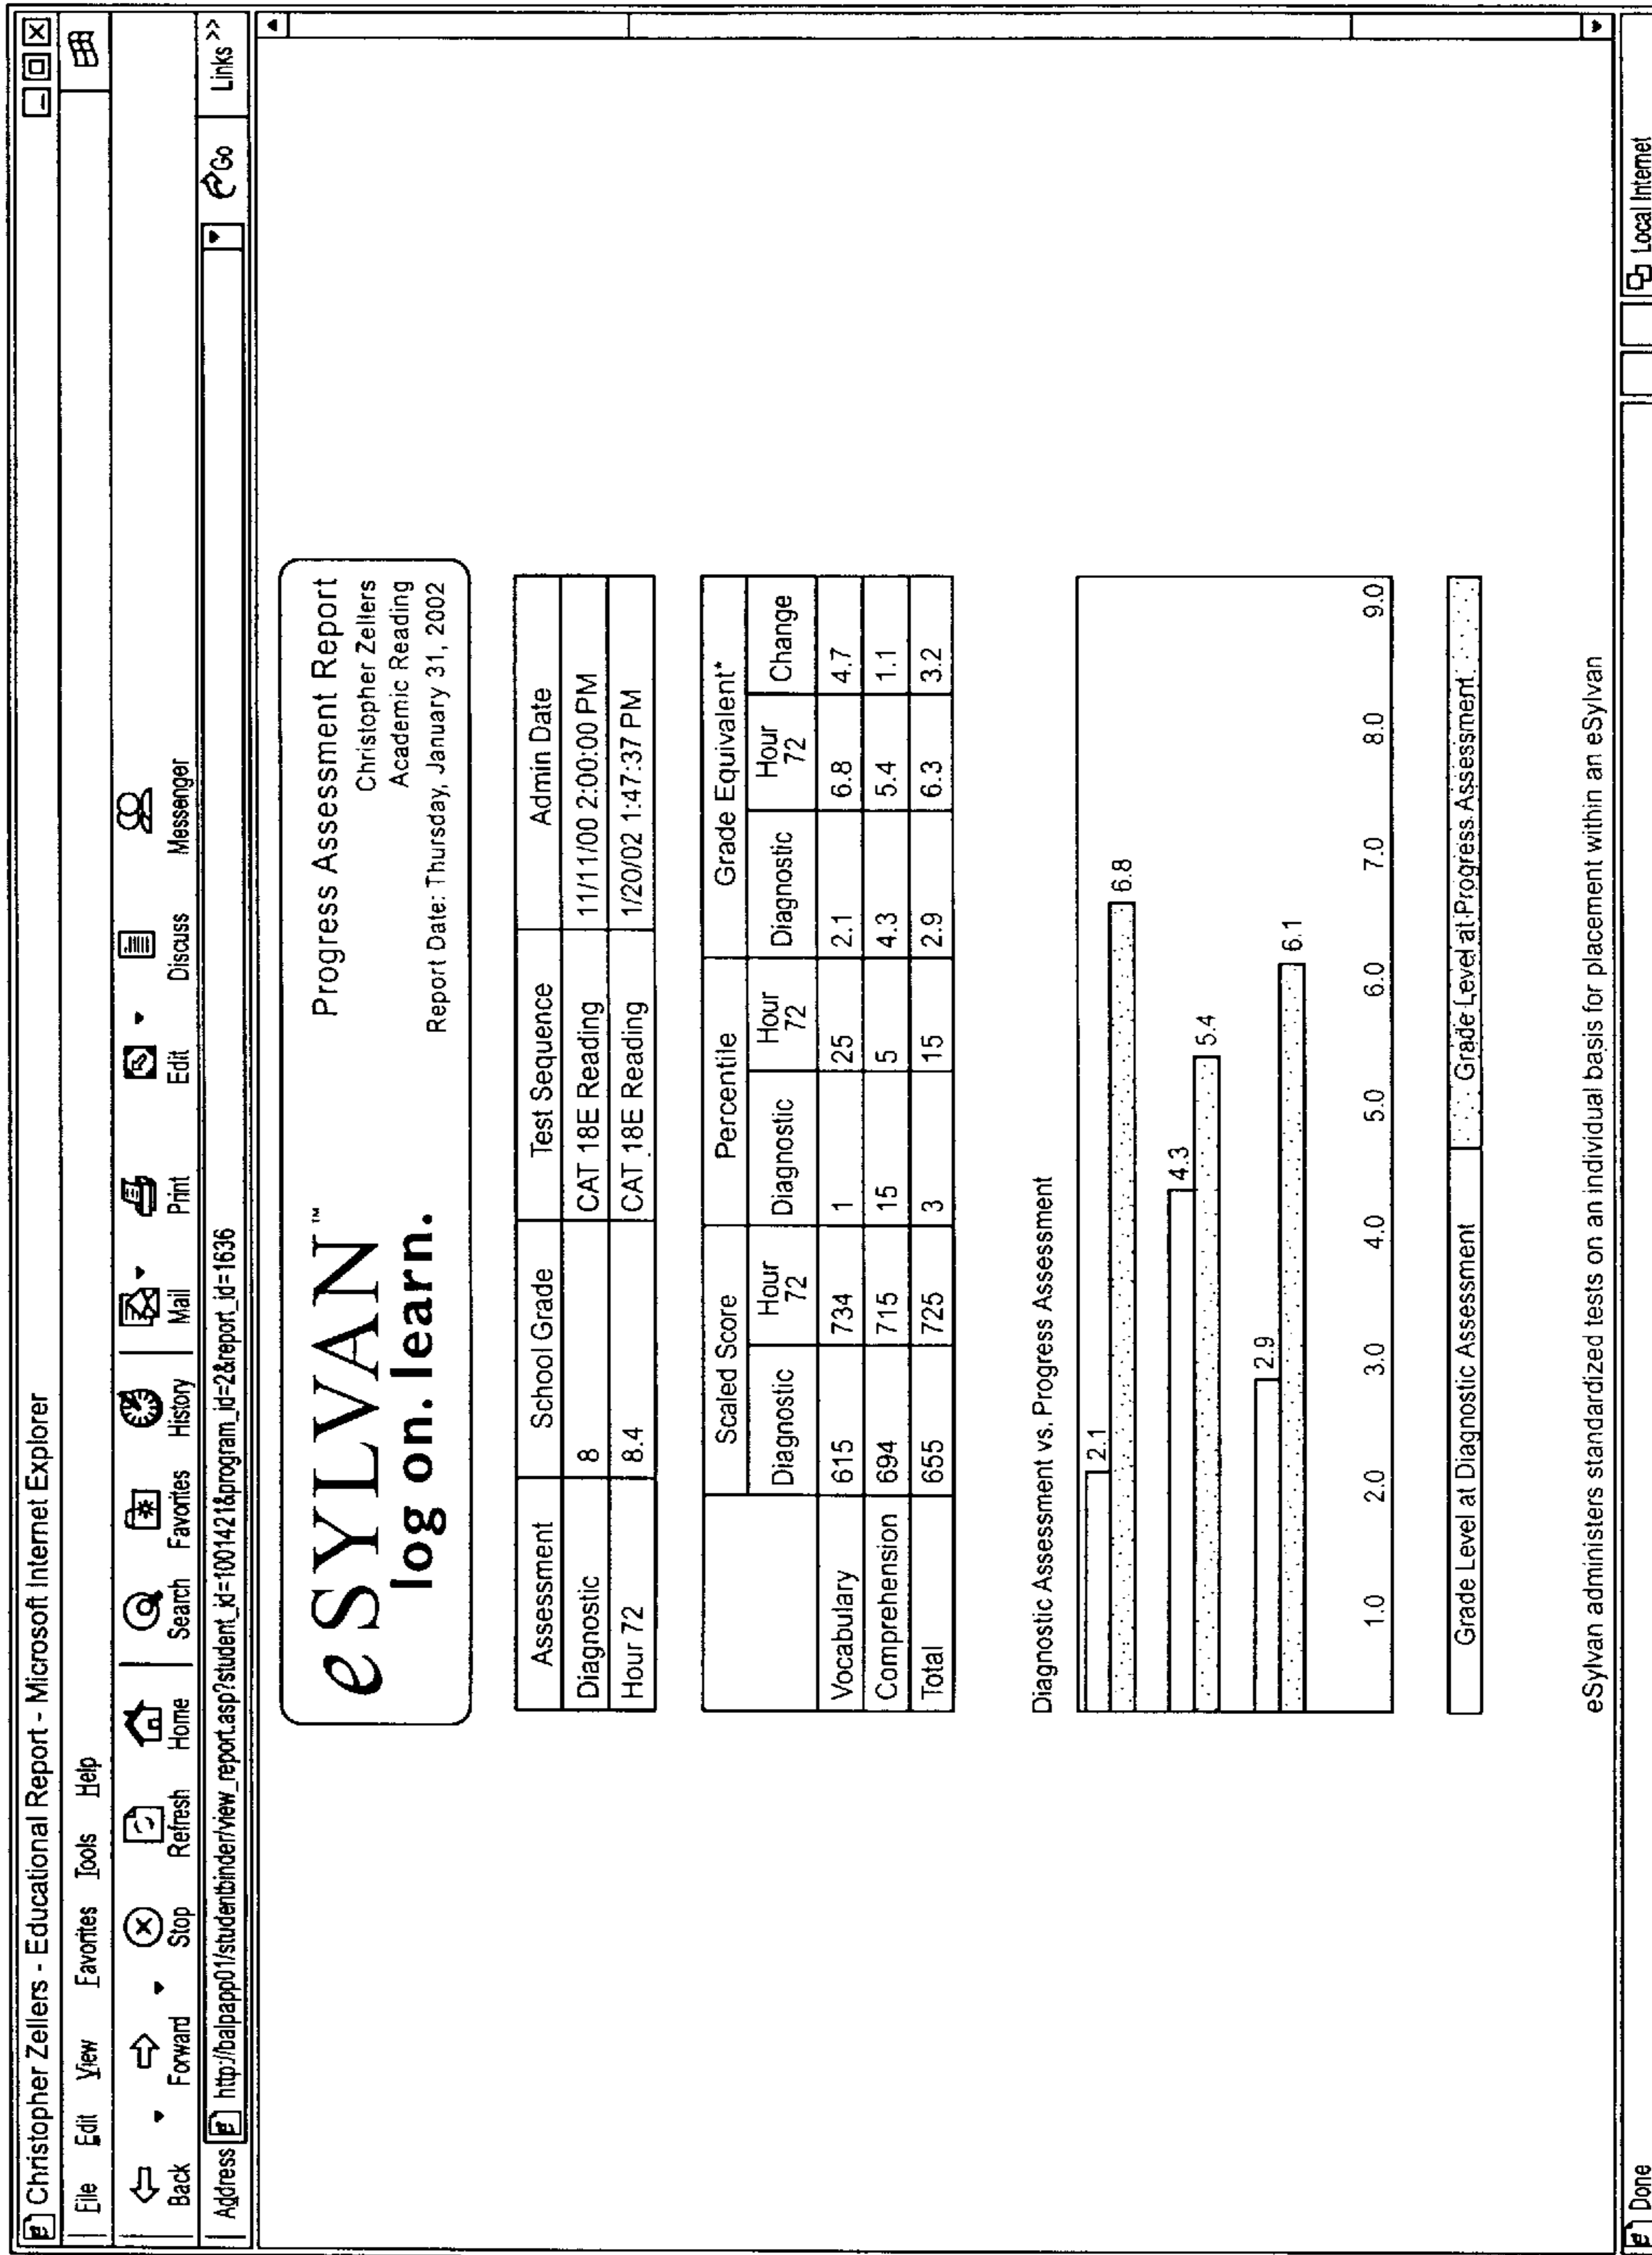 Christopher Zellers - Educational Report - Microsoft Internet Explorer
File Edit View Favorites Tools Help
Back Forward Stop Refresh Home Search Favorites History Mail Print Edit Discuss Messenger
Address http://balpapp01/studentbinder/view_report.asp?student_id=100142&program_id=2&report_id=1636 Go Links >>
eSYLVAN™
log on. learn.
Progress Assessment Report
Christopher Zellers
Academic Reading
Report Date: Thursday, January 31, 2002
Assessment School Grade Test Sequence Admin Date
Diagnostic 8 CAT 18E Reading 11/11/00 2:00:00 PM
Hour 72 8.4 CAT 18E Reading 1/20/02 1:47:37 PM
Scaled Score Percentile Grade Equivalent*
Diagnostic Hour 72 Diagnostic Hour 72 Diagnostic Hour 72 Change
Vocabulary 615 734 1 25 2.1 6.8 4.7
Comprehension 694 715 15 5 4.3 5.4 1.1
Total 655 725 3 15 2.9 6.3 3.2
Diagnostic Assessment vs. Progress Assessment
2.1
6.8
4.3
5.4
2.9
6.1
1.0 2.0 3.0 4.0 5.0 6.0 7.0 8.0 9.0
Grade Level at Diagnostic Assessment Grade Level at Progress Assessment
eSylvan administers standardized tests on an individual basis for placement within an eSylvan
Done Local Internet